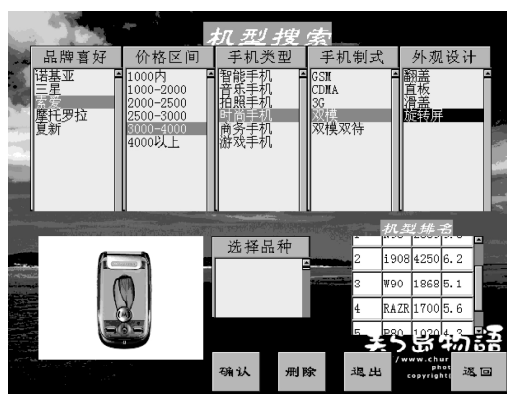 机型搜索
品牌喜好 价格区间 手机类型 手机制式 外观设计
诺基亚
三星
索爱
摩托罗拉
夏新
1000内
1000-2000
2000-2500
2500-3000
3000-4000
4000以上
智能手机
音乐手机
拍照手机
时尚手机
商务手机
游戏手机
GSM
CDMA
3G
双模
双模双待
翻盖
直板
滑盖
旋转屏
选择品种
机型排名
2 i908 4250 6.2
3 W90 1868 5.1
4 RAZR 1700 5.6
物語
/www.chur
phot
copyright
确认 删除 退出 返回